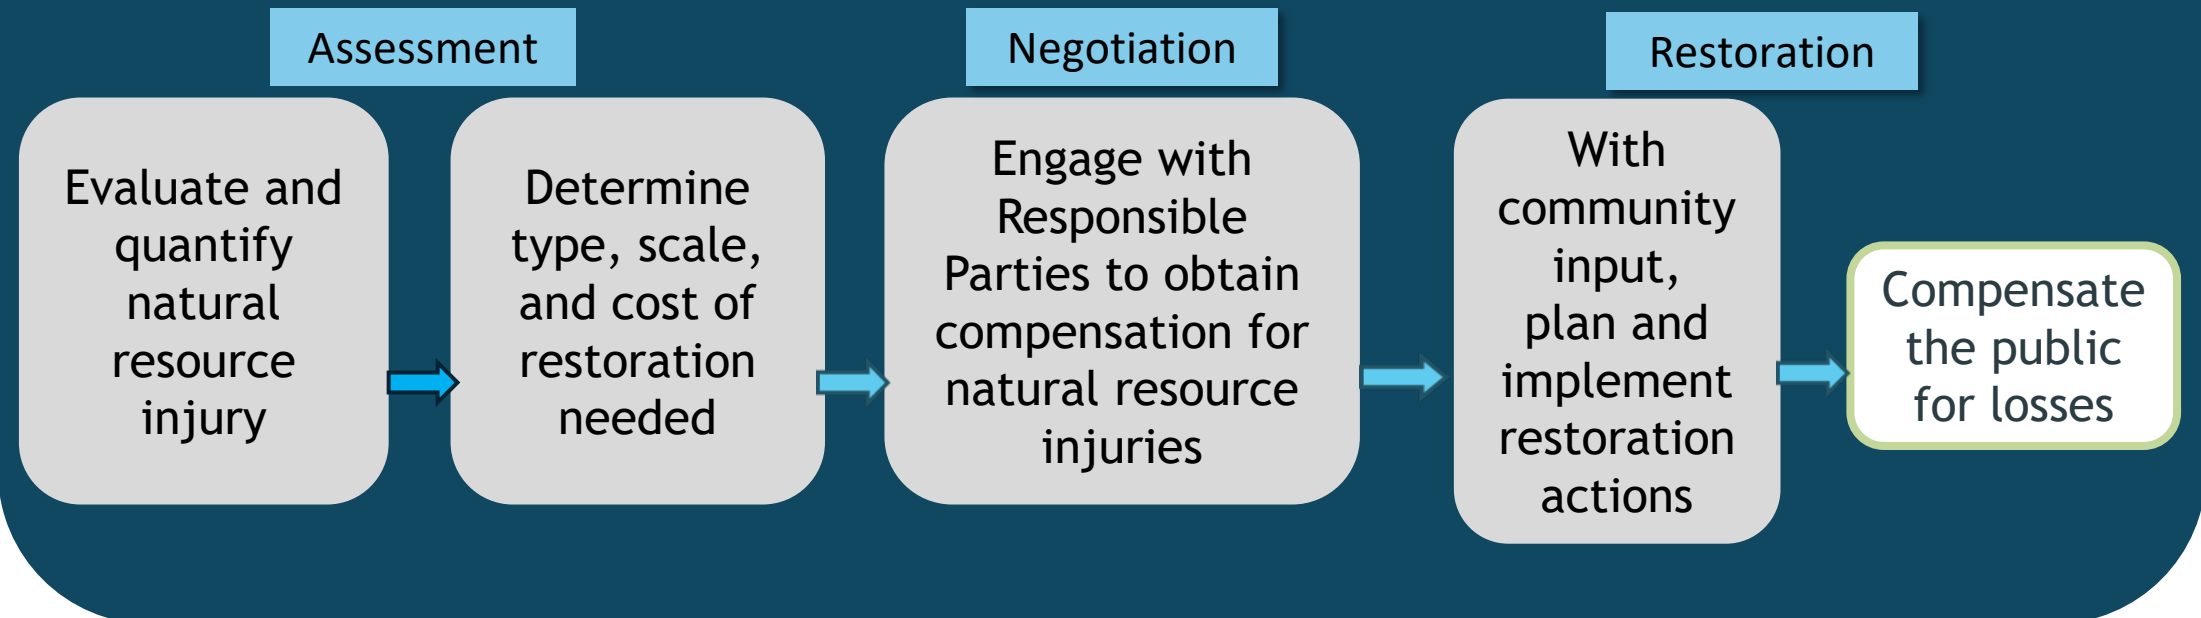 Assessment
Evaluate and
quantify
natural
resource
injury
Determine
type, scale,
and cost of
restoration
needed
Negotiation
Engage with
Responsible
Parties to obtain
compensation for
natural resource
injuries
Restoration
With
community
input,
plan and
implement
restoration
actions
Compensate
the public
for losses